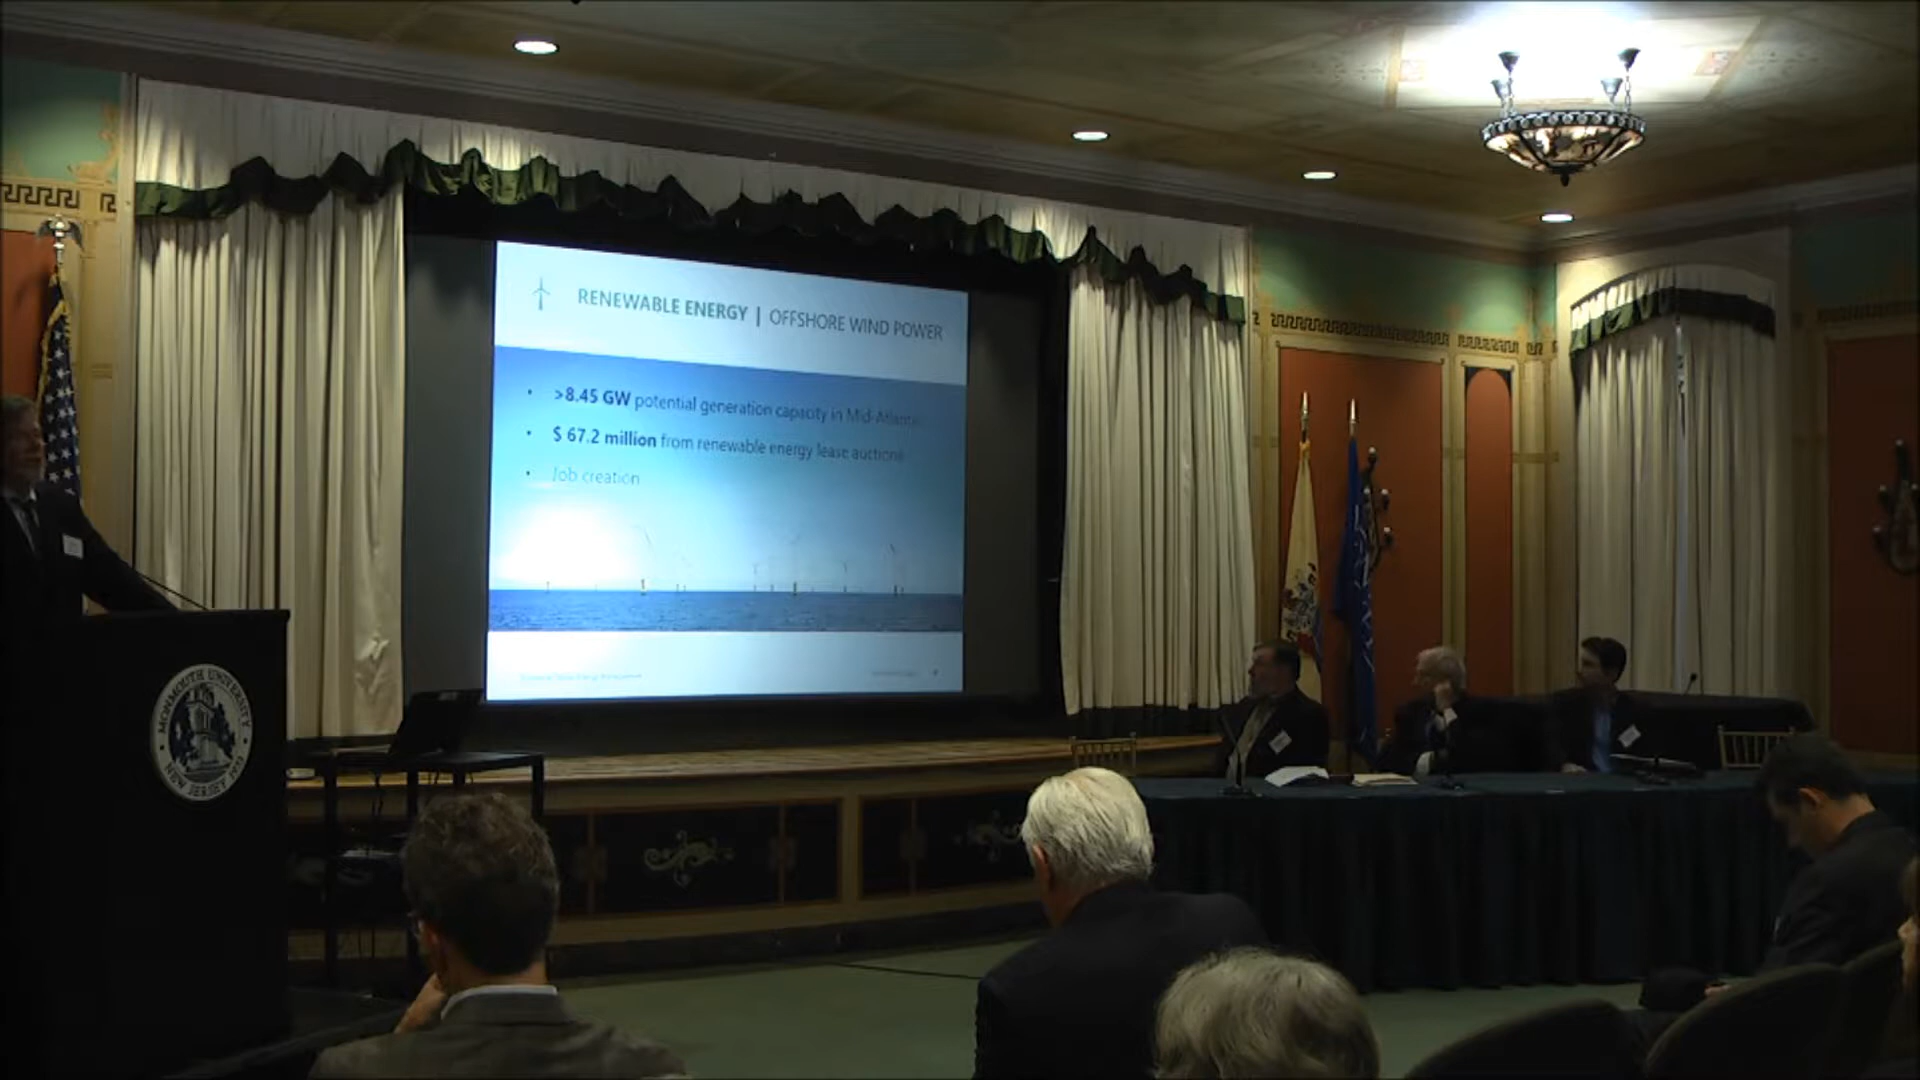 RENEWABLE ENERGY | OFFSHORE WIND POWER
• >8.45 GW potential generation capacity in Mid-Atlantic
• $ 67.2 million from renewable energy lease auctions
• Job creation
MONMOUTH UNIVERSITY
NEW JERSEY